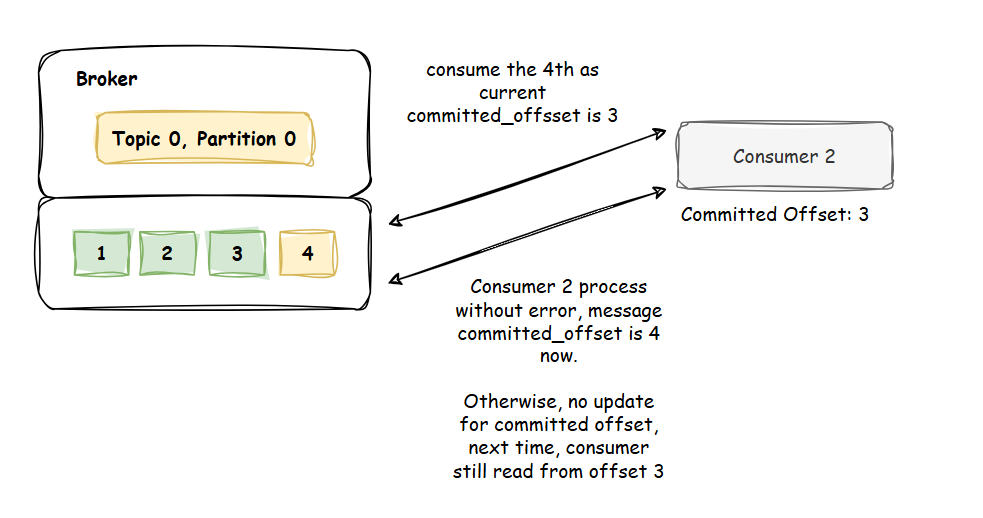 Broker
Topic 0, Partition 0
1 2 3 4
consume the 4th as
current
committed_offsset is 3
Consumer 2
Committed Offset: 3
Consumer 2 process
without error, message
committed_offset is 4
now.
Otherwise, no update
for committed offset,
next time, consumer
still read from offset 3